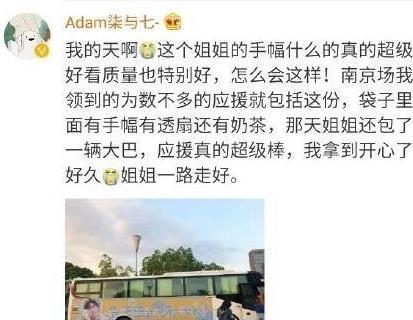 Adam柒与七-
我的天啊😭这个姐姐的手幅什么的真的超级
好看质量也特别好，怎么会这样！南京场我
领到的为数不多的应援就包括这份，袋子里
面有手幅有透扇还有奶茶，那天姐姐还包了
一辆大巴，应援真的超级棒，我拿到开心了
好久😭姐姐一路走好。